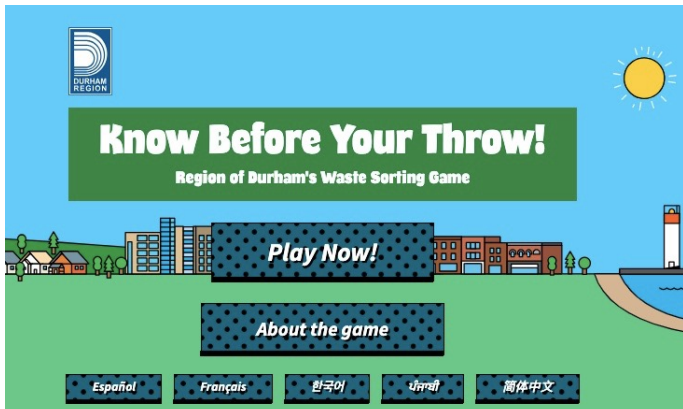 DURHAM
REGION
Know Before Your Throw!
Region of Durham's Waste Sorting Game
Play Now!
About the game
Español
Français
한국어
ਪੰਜਾਬੀ
简体中文